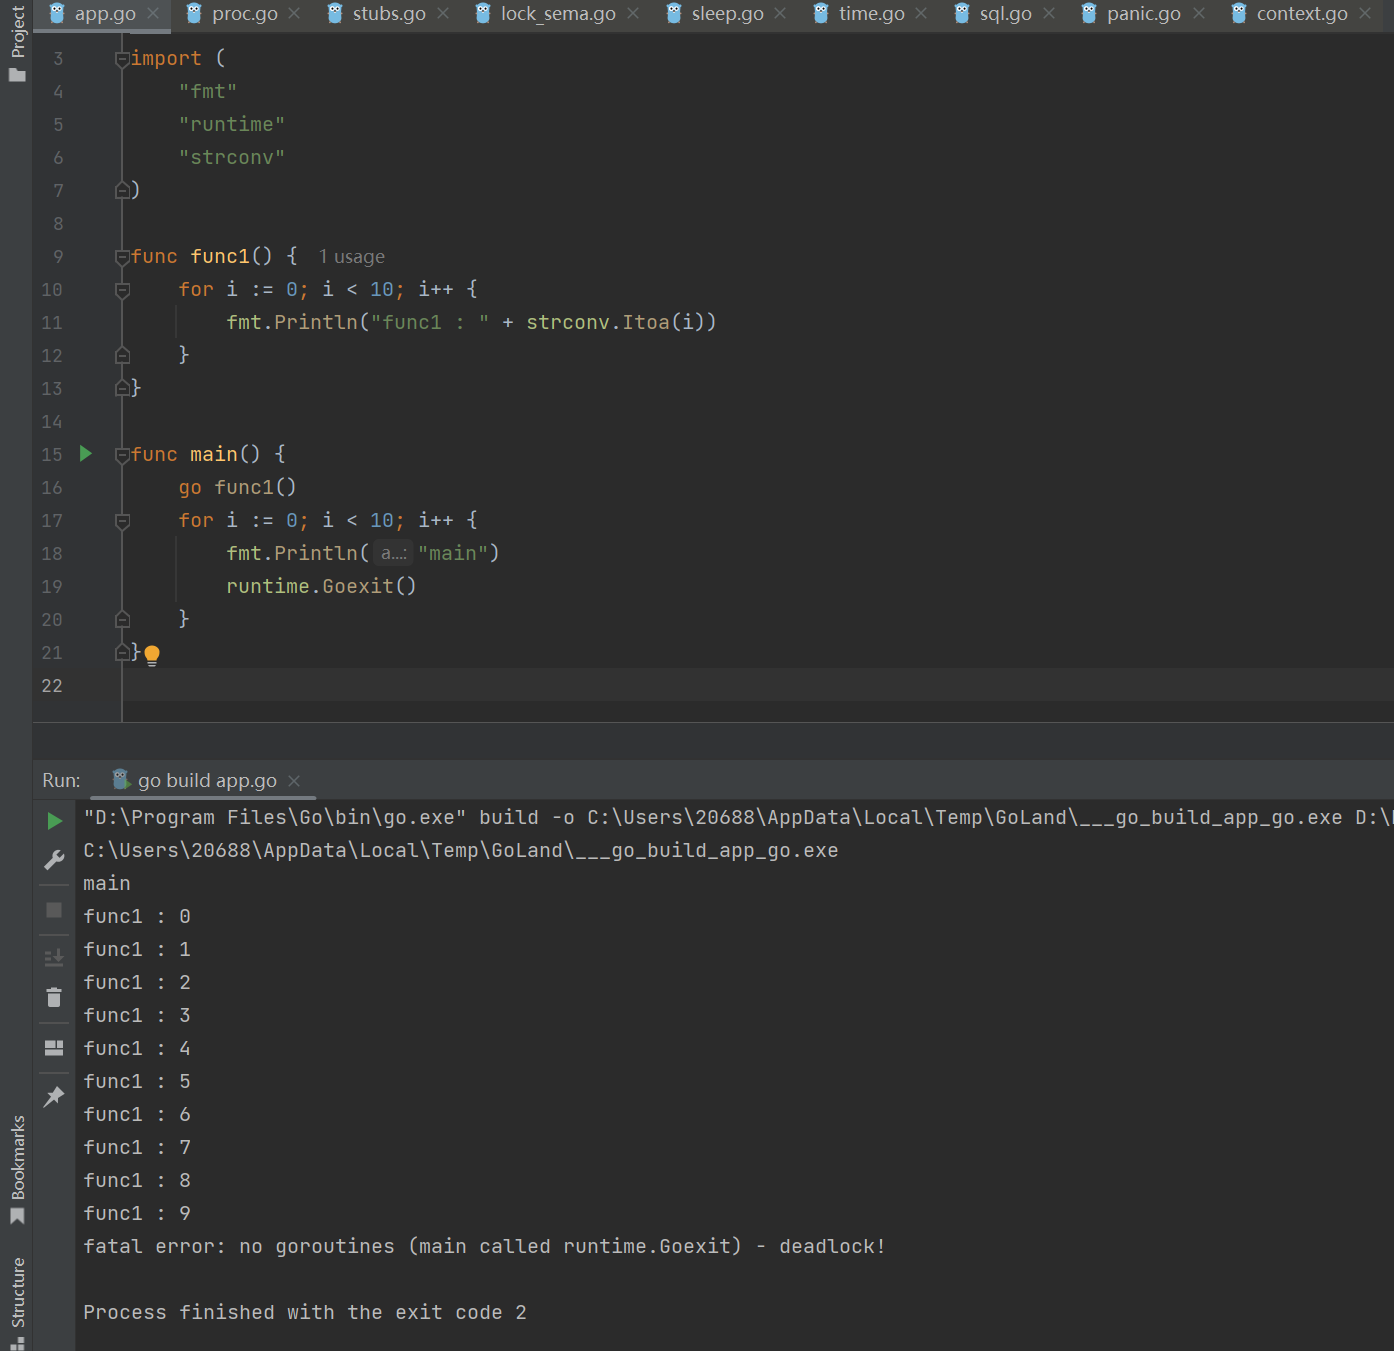 Project
app.go proc.go stubs.go lock_sema.go sleep.go time.go sql.go panic.go context.go
3 import (
4 "fmt"
5 "runtime"
6 "strconv"
7 )
8
9 func func1() { 1 usage
10 for i := 0; i < 10; i++ {
11 fmt.Println("func1 : " + strconv.Itoa(i))
12 }
13 }
14
15 func main() {
16 go func1()
17 for i := 0; i < 10; i++ {
18 fmt.Println( a...: "main")
19 runtime.Goexit()
20 }
21 }
22
Run: go build app.go
"D:\Program Files\Go\bin\go.exe" build -o C:\Users\20688\AppData\Local\Temp\GoLand\___go_build_app_go.exe D:\
C:\Users\20688\AppData\Local\Temp\GoLand\___go_build_app_go.exe
main
func1 : 0
func1 : 1
func1 : 2
func1 : 3
func1 : 4
func1 : 5
func1 : 6
func1 : 7
func1 : 8
func1 : 9
fatal error: no goroutines (main called runtime.Goexit) - deadlock!
Process finished with the exit code 2
Bookmarks
Structure